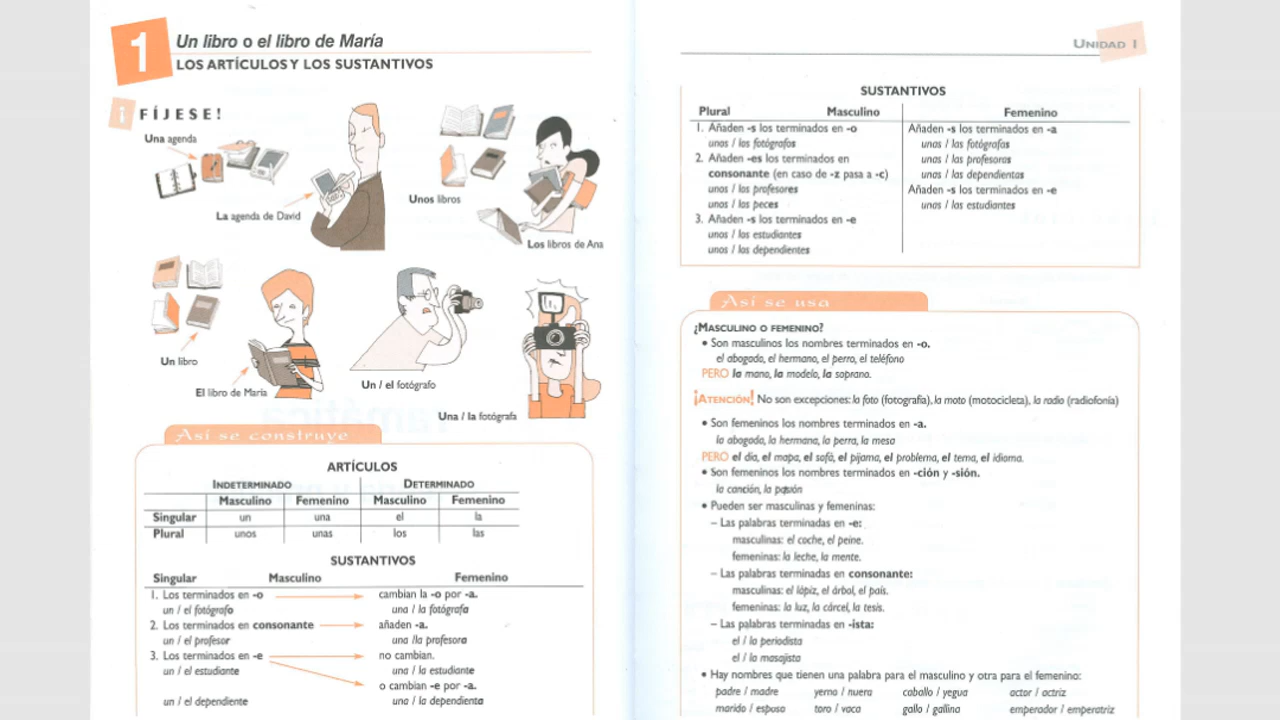 1
Un libro o el libro de María
LOS ARTÍCULOS Y LOS SUSTANTIVOS
¡FÍJESE!
Una agenda
La agenda de David
Unos libros
Los libros de Ana
Un libro
El libro de María
Un / el fotógrafo
Una / la fotógrafa
Así se construye
ARTÍCULOS
INDETERMINADO DETERMINADO
Masculino Femenino Masculino Femenino
Singular un una el la
Plural unos unas los las
SUSTANTIVOS
Singular Masculino Femenino
1. Los terminados en -o cambian la -o por -a.
un / el fotógrafo una / la fotógrafa
2. Los terminados en consonante añaden -a.
un / el profesor una /la profesora
3. Los terminados en -e no cambian.
un / el estudiante una / la estudiante
o cambian -e por -a.
un / el dependiente una / la dependienta
UNIDAD 1
SUSTANTIVOS
Plural Masculino Femenino
1. Añaden -s los terminados en -o Añaden -s los terminados en -a
unos / los fotógrafos unas / las fotógrafas
2. Añaden -es los terminados en unas / las profesoras
consonante (en caso de -z pasa a -c) unas / las dependientas
unos / los profesores Añaden -s los terminados en -e
unos / los peces unas / las estudiantes
3. Añaden -s los terminados en -e
unos / los estudiantes
unos / los dependientes
Así se usa
¿MASCULINO O FEMENINO?
• Son masculinos los nombres terminados en -o.
el abogado, el hermano, el perro, el teléfono
PERO la mano, la modelo, la soprano.
¡ATENCIÓN! No son excepciones: la foto (fotografía), la moto (motocicleta), la radio (radiofonía)
• Son femeninos los nombres terminados en -a.
la abogada, la hermana, la perra, la mesa
PERO el día, el mapa, el sofá, el pijama, el problema, el tema, el idioma.
• Son femeninos los nombres terminados en -ción y -sión.
la canción, la pasión
• Pueden ser masculinas y femeninas:
– Las palabras terminadas en -e:
masculinas: el coche, el peine.
femeninas: la leche, la mente.
– Las palabras terminadas en consonante:
masculinas: el lápiz, el árbol, el país.
femeninas: la luz, la cárcel, la tesis.
– Las palabras terminadas en -ista:
el / la periodista
el / la masajista
• Hay nombres que tienen una palabra para el masculino y otra para el femenino:
padre / madre yerno / nuera caballo / yegua actor / actriz
marido / esposa toro / vaca gallo / gallina emperador / emperatriz